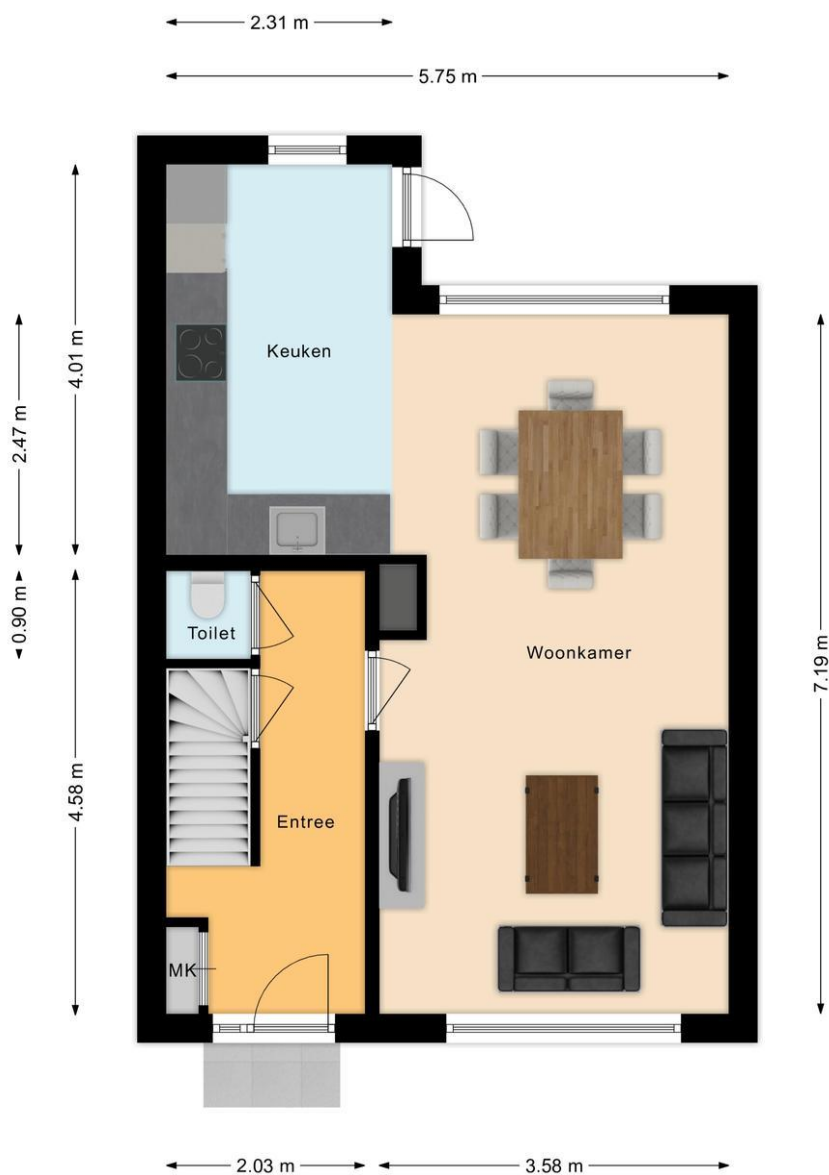 2.31 m
5.75 m
4.01 m
Keuken
2.47 m
0.90 m
Toilet
Woonkamer
7.19 m
4.58 m
Entree
MK
2.03 m
3.58 m